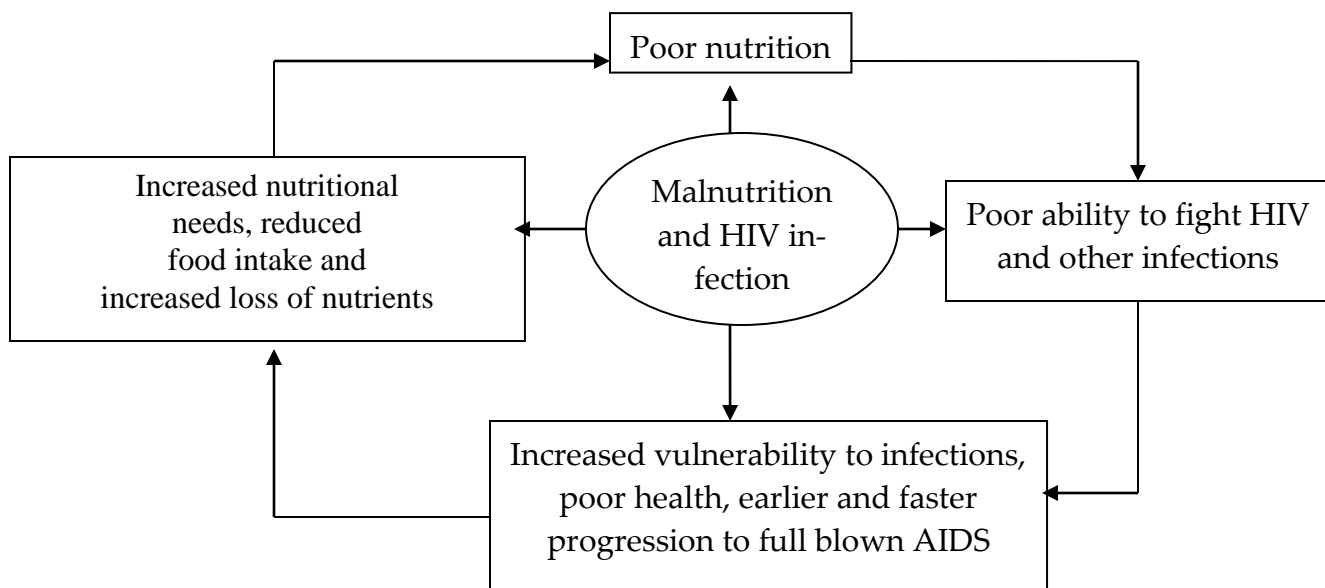 Poor nutrition
Increased nutritional
needs, reduced
food intake and
increased loss of nutrients
Malnutrition
and HIV in-
fection
Poor ability to fight HIV
and other infections
Increased vulnerability to infections,
poor health, earlier and faster
progression to full blown AIDS